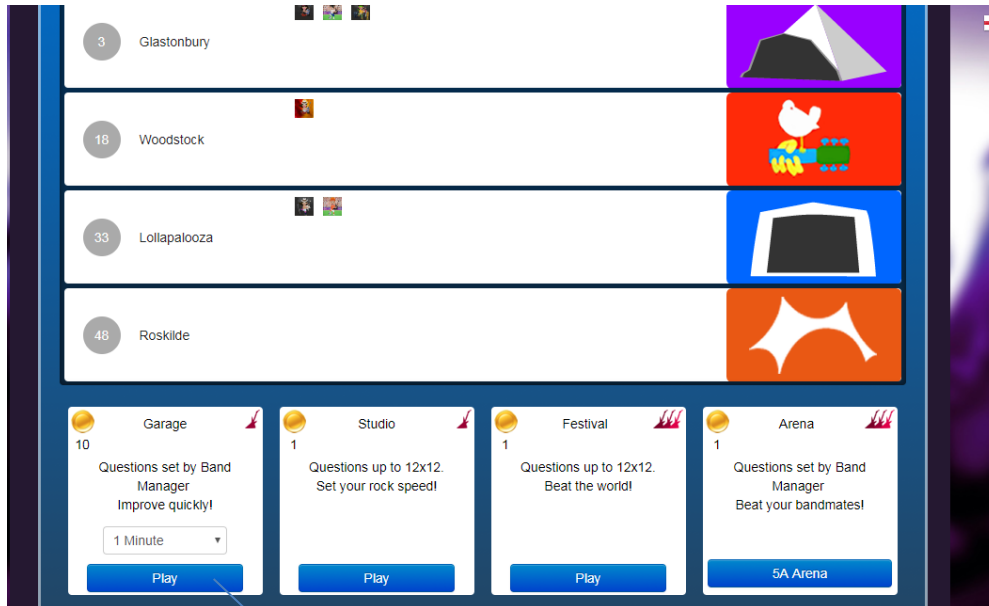 3 Glastonbury
18 Woodstock
33 Lollapalooza
48 Roskilde
Garage
10
Questions set by Band
Manager
Improve quickly!
1 Minute
Play
Studio
1
Questions up to 12x12.
Set your rock speed!
Play
Festival
1
Questions up to 12x12.
Beat the world!
Play
Arena
1
Questions set by Band
Manager
Beat your bandmates!
5A Arena